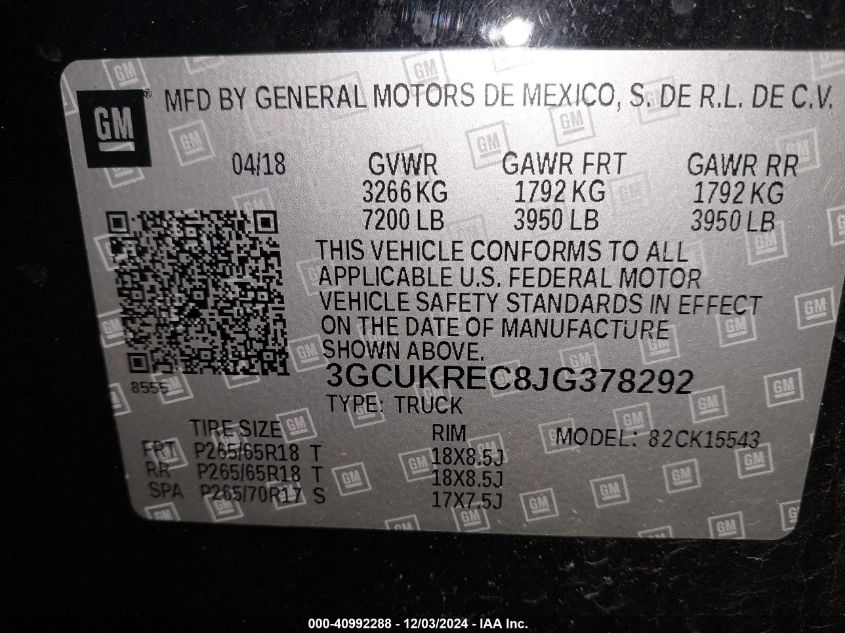 GM ® MFD BY GENERAL MOTORS DE MEXICO, S. DE R.L. DE C.V.
04/18 GVWR GAWR FRT GAWR RR
3266 KG 1792 KG 1792 KG
7200 LB 3950 LB 3950 LB
THIS VEHICLE CONFORMS TO ALL
APPLICABLE U.S. FEDERAL MOTOR
VEHICLE SAFETY STANDARDS IN EFFECT
ON THE DATE OF MANUFACTURE
SHOWN ABOVE.
8555
3GCUKREC8JG378292
TYPE: TRUCK
TIRE SIZE RIM MODEL: 82CK15543
FRT P265/65R18 T 18X8.5J
RR P265/65R18 T 18X8.5J
SPA P265/70R17 S 17X7.5J
000-40992288 - 12/03/2024 - IAA Inc.